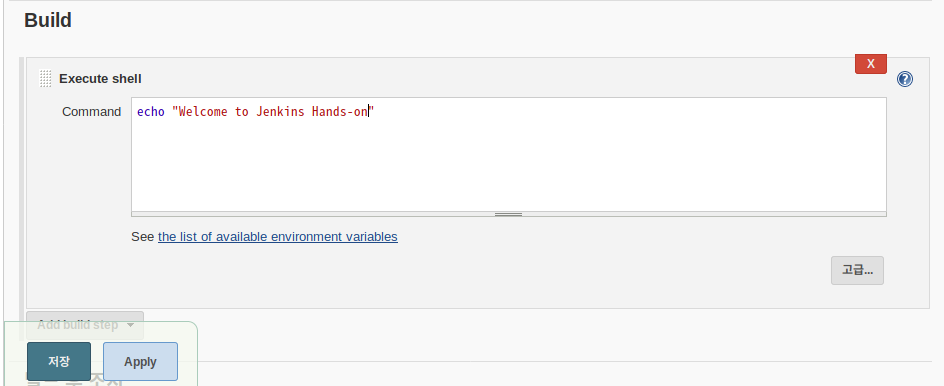 Build
Execute shell
X
?
Command
echo "Welcome to Jenkins Hands-on"
See the list of available environment variables
고급...
Add build step
저장
Apply